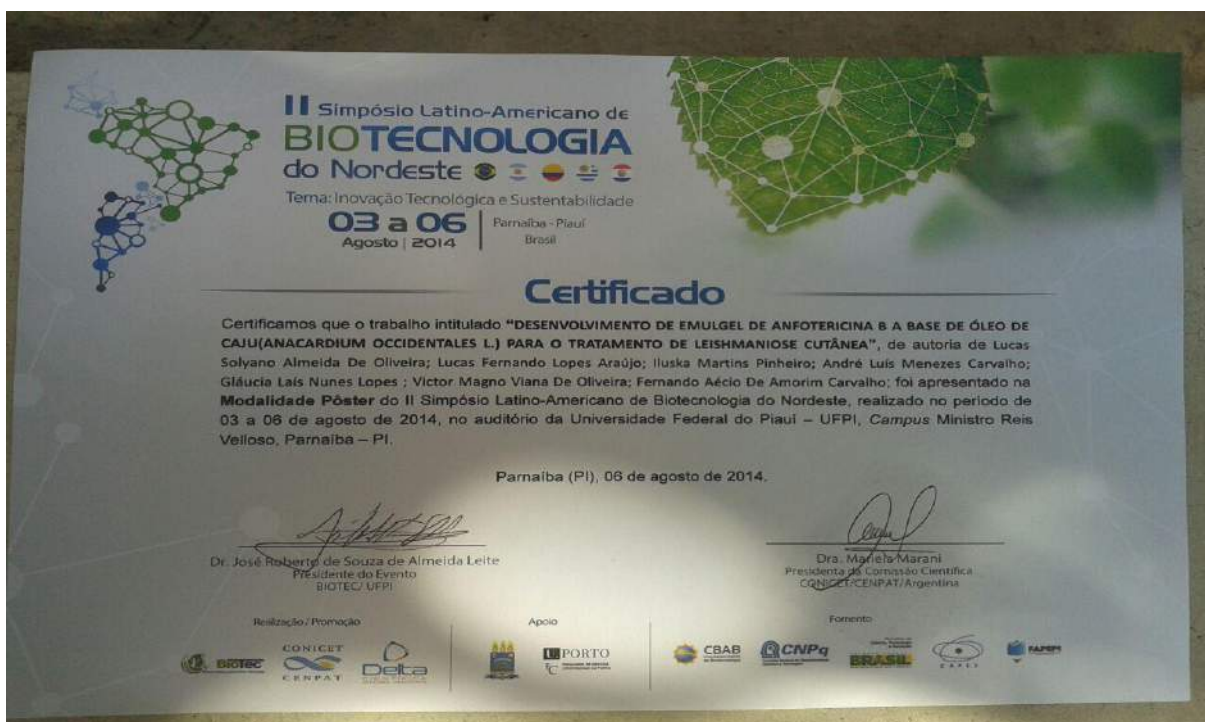 II Simpósio Latino-Americano de
BIOTECNOLOGIA
do Nordeste
Tema: Inovação Tecnológica e Sustentabilidade
03 a 06
Agosto | 2014
Parnaíba - Piauí
Brasil
Certificado
Certificamos que o trabalho intitulado "DESENVOLVIMENTO DE EMULGEL DE ANFOTERICINA B A BASE DE ÓLEO DE
CAJU(ANACARDIUM OCCIDENTALES L.) PARA O TRATAMENTO DE LEISHMANIOSE CUTÂNEA", de autoria de Lucas
Solyano Almeida De Oliveira; Lucas Fernando Lopes Araújo; Iluska Martins Pinheiro; André Luís Menezes Carvalho;
Gláucia Laís Nunes Lopes ; Victor Magno Viana De Oliveira; Fernando Aécio De Amorim Carvalho; foi apresentado na
Modalidade Pôster do II Simpósio Latino-Americano de Biotecnologia do Nordeste, realizado no período de
03 a 06 de agosto de 2014, no auditório da Universidade Federal do Piauí – UFPI, Campus Ministro Reis
Velloso, Parnaíba – PI.
Parnaíba (PI), 06 de agosto de 2014.
Dr. José Roberto de Souza de Almeida Leite
Presidente do Evento
BIOTEC/ UFPI
Dra. Mariela Marani
Presidenta da Comissão Científica
CONICET/CENPAT/Argentina
Realização / Promoção
Apoio
Fomento
BIOTEC
CONICET
CENPAT
Delta
U.PORTO
FC
CBAB
CNPq
BRASIL
CAPES
FAPEPI